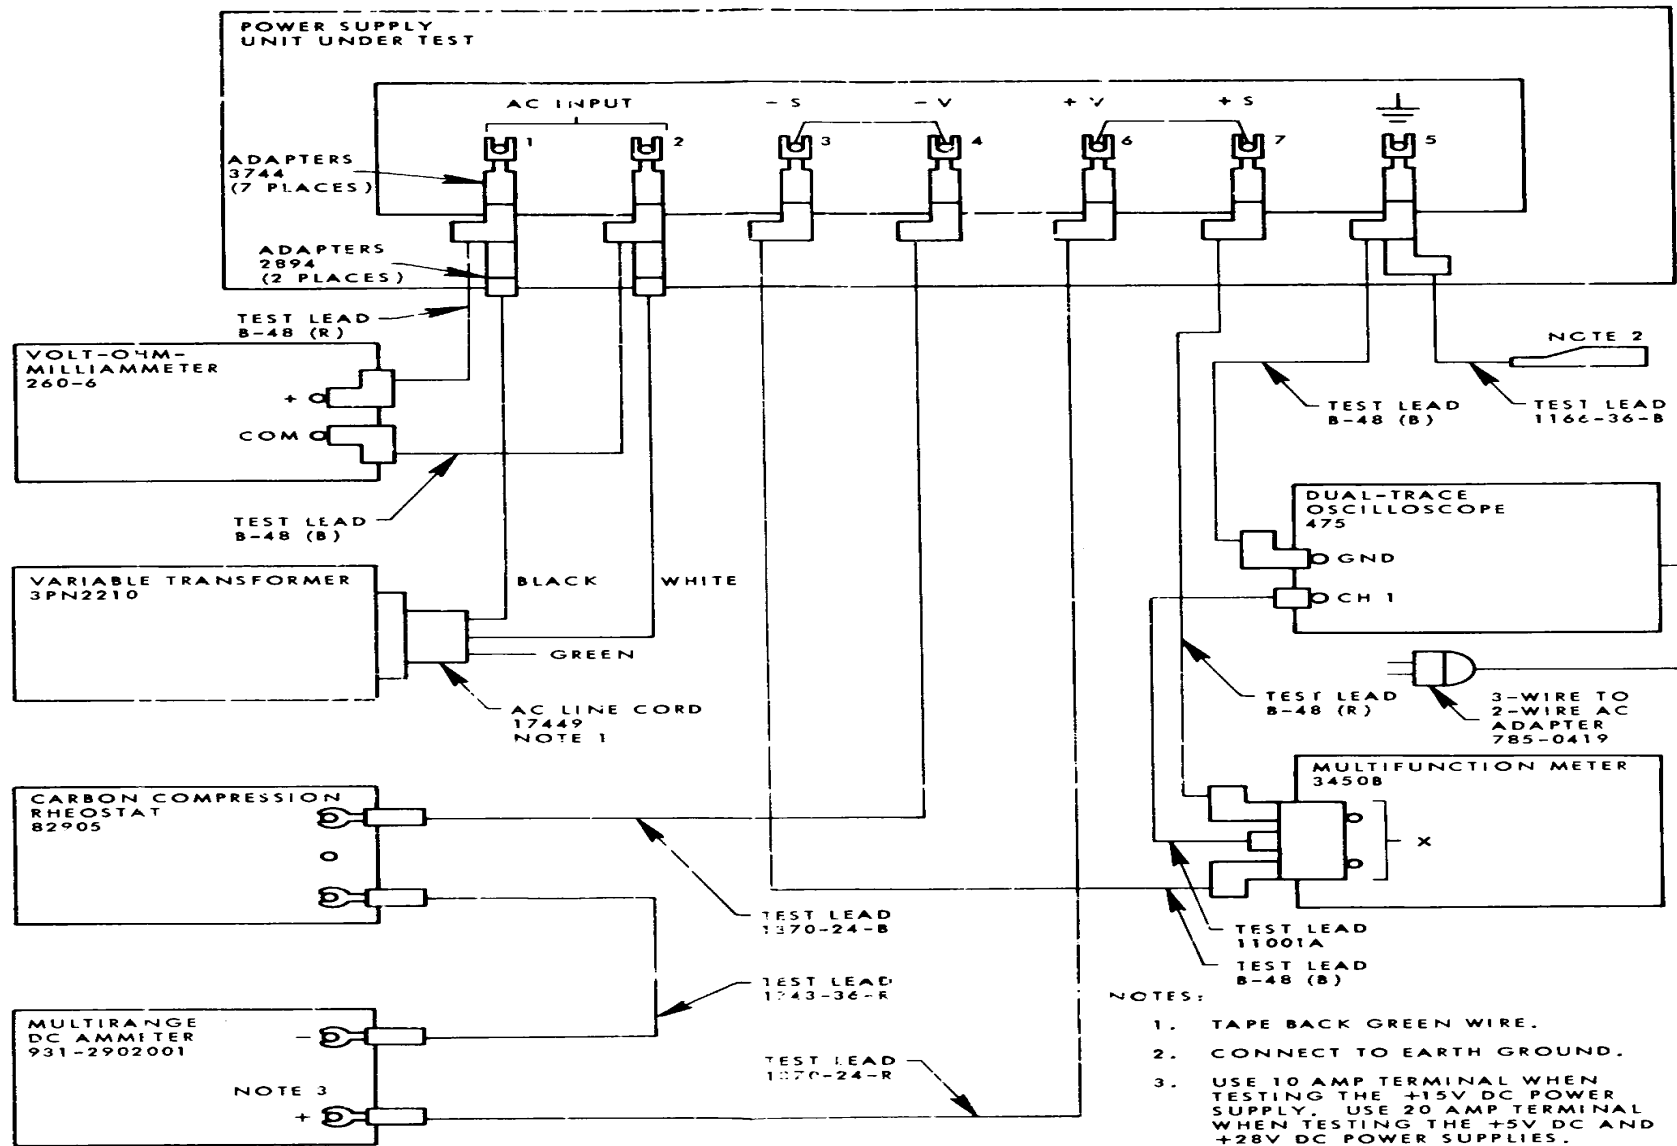 POWER SUPPLY
UNIT UNDER TEST
AC INPUT
- S
- V
+ V
+ S
1
2
3
4
6
7
5
ADAPTERS
3744
(7 PLACES)
ADAPTERS
2894
(2 PLACES)
TEST LEAD
B-48 (R)
VOLT-OHM-
MILLIAMMETER
260-6
+
COM
TEST LEAD
B-48 (B)
NOTE 2
TEST LEAD
B-48 (B)
TEST LEAD
1166-36-B
DUAL-TRACE
OSCILLOSCOPE
475
GND
CH 1
VARIABLE TRANSFORMER
3PN2210
BLACK
WHITE
GREEN
AC LINE CORD
17449
NOTE 1
TEST LEAD
B-48 (R)
3-WIRE TO
2-WIRE AC
ADAPTER
785-0419
CARBON COMPRESSION
RHEOSTAT
82905
MULTIFUNCTION METER
3450B
X
TEST LEAD
1370-24-B
TEST LEAD
11001A
TEST LEAD
B-48 (B)
TEST LEAD
MULTIRANGE
DC AMMETER
931-2902001
-
NOTE 3
+
TEST LEAD
NOTES:
1. TAPE BACK GREEN WIRE.
2. CONNECT TO EARTH GROUND.
3. USE 10 AMP TERMINAL WHEN
TESTING THE +15V DC POWER
SUPPLY. USE 20 AMP TERMINAL
WHEN TESTING THE +5V DC AND
+28V DC POWER SUPPLIES.